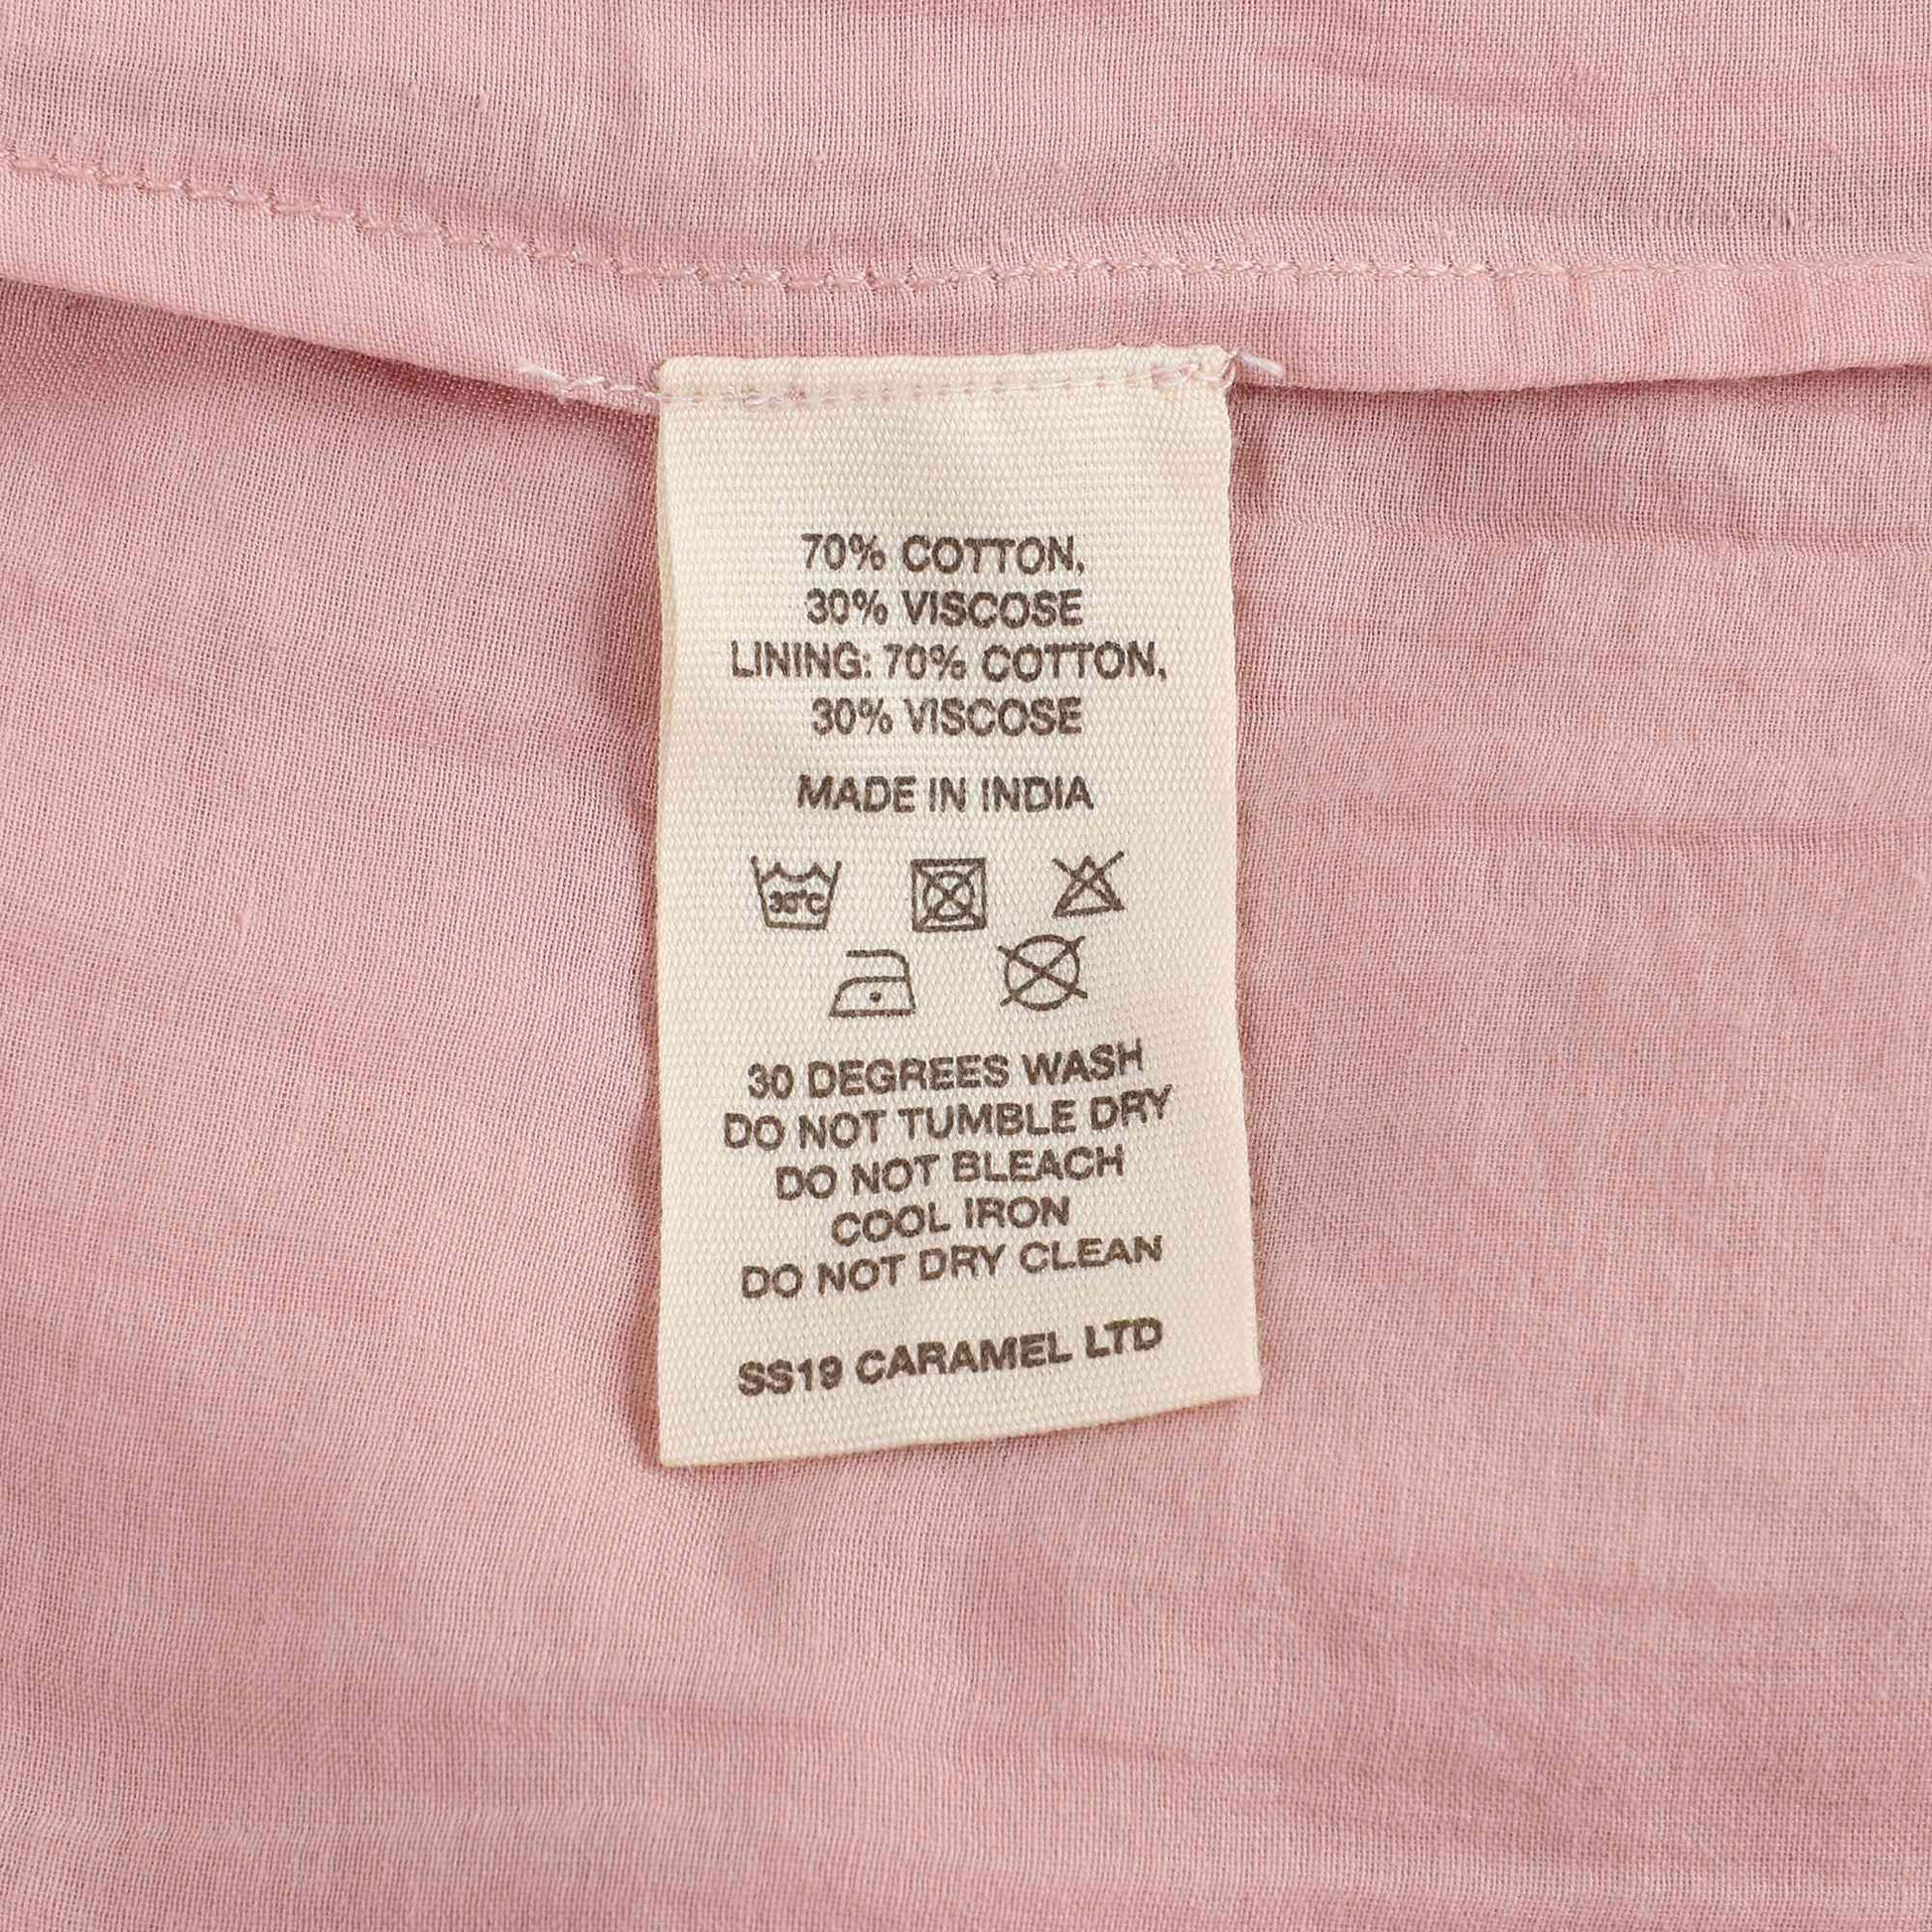 70% COTTON,
30% VISCOSE
LINING: 70% COTTON,
30% VISCOSE
MADE IN INDIA
30°C
30 DEGREES WASH
DO NOT TUMBLE DRY
DO NOT BLEACH
COOL IRON
DO NOT DRY CLEAN
SS19 CARAMEL LTD